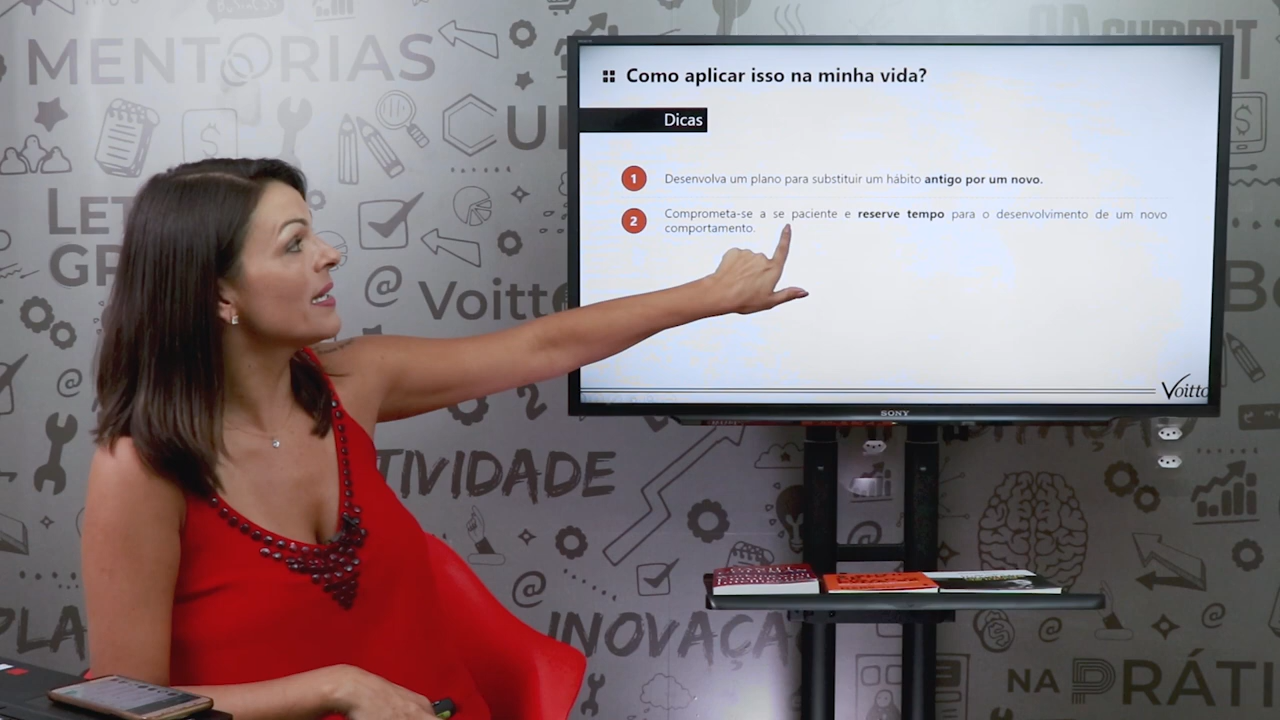 MENTORIAS
SUMMIT
Como aplicar isso na minha vida?
Dicas
1 Desenvolva um plano para substituir um hábito antigo por um novo.
2 Comprometa-se a se paciente e reserve tempo para o desenvolvimento de um novo
comportamento.
Voitto
SONY
Voitt
TIVIDADE
INOVAÇA
NA PRÁTI